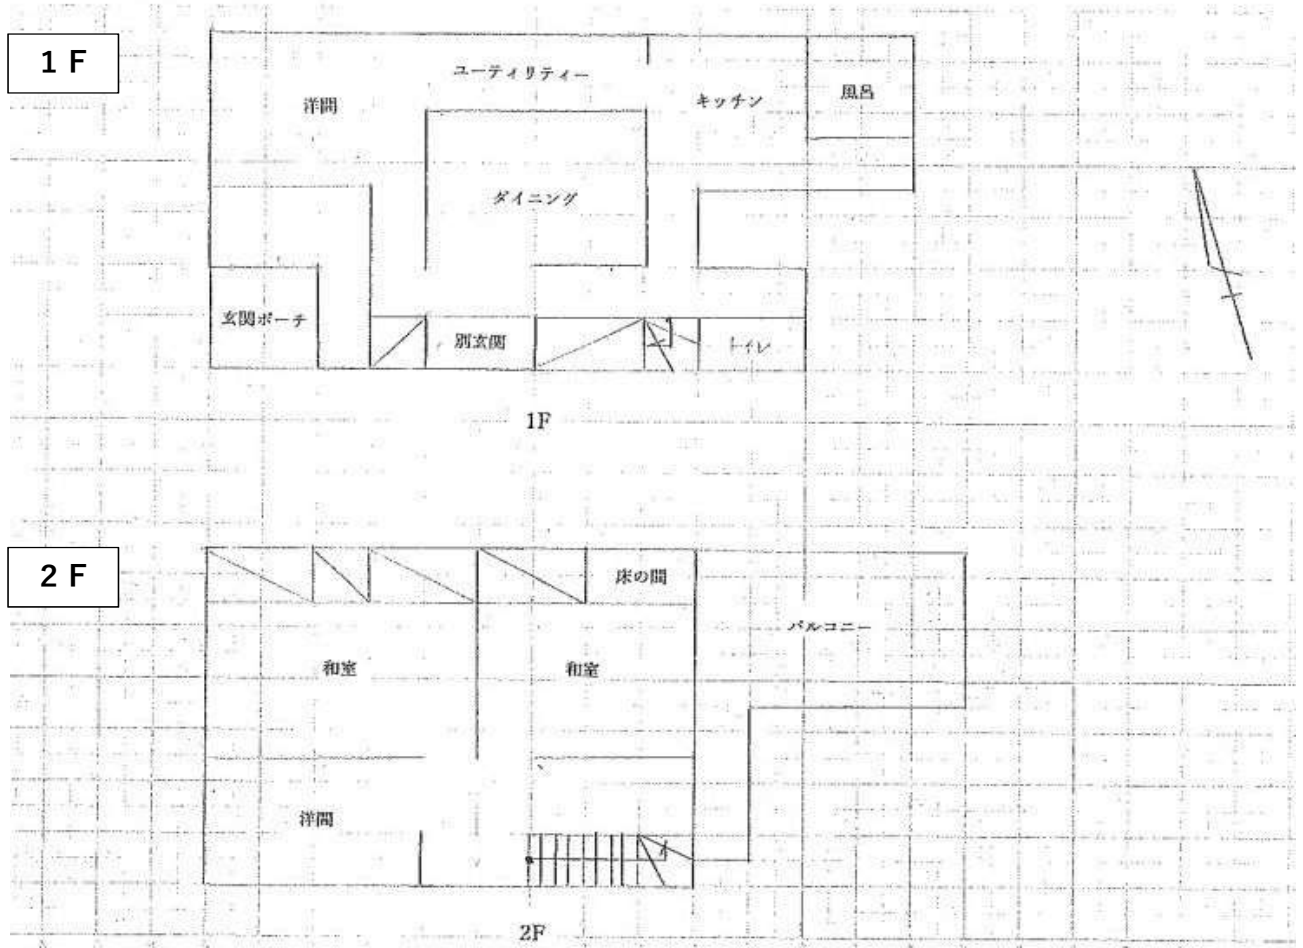 1 F
ユーティリティー
洋間
キッチン
風呂
ダイニング
玄関ポーチ
別玄関
トイレ
1F
2 F
床の間
バルコニー
和室
和室
洋間
2F